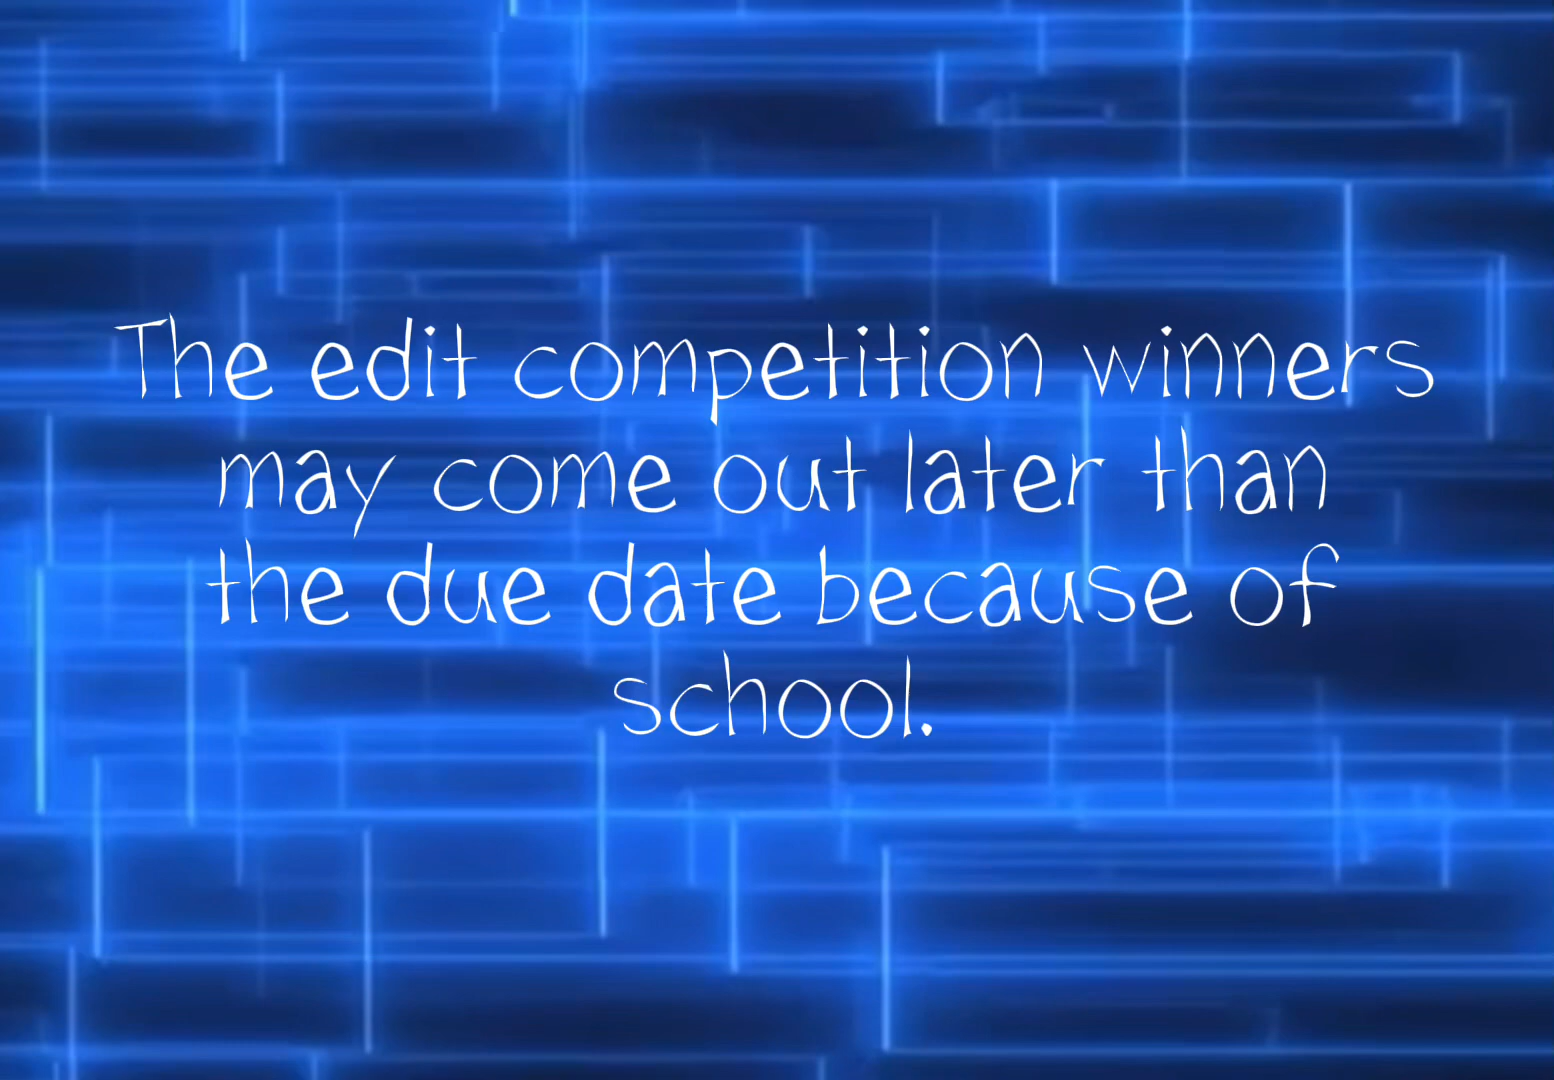 The edit competition winners
may come out later than
the due date because of
school.